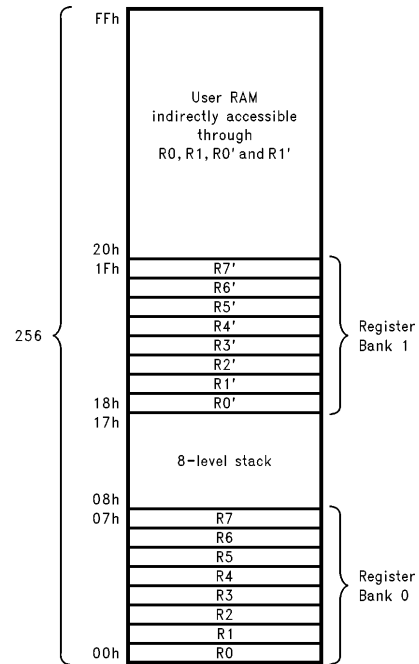 FFh
User RAM
indirectly accessible
through
R0, R1, R0' and R1'
20h
1Fh
R7'
R6'
R5'
256
R4'
Register
Bank 1
R3'
R2'
R1'
18h
R0'
17h
8-level stack
08h
07h
R7
R6
R5
R4
Register
Bank 0
R3
R2
R1
00h
R0